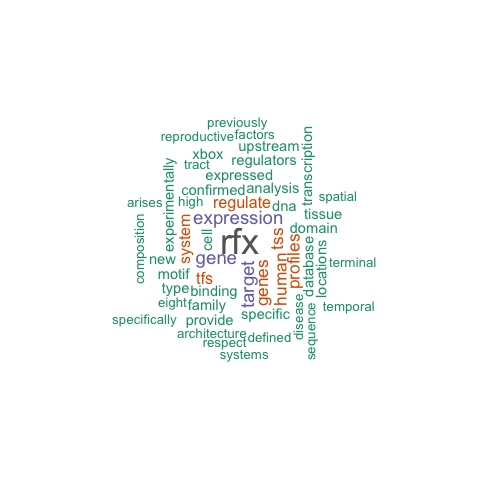 previously
reproductive factors
xbox upstream
tract regulators
transcription
experimentally
expressed
confirmed analysis
arises high regulate dna spatial
expression tissue
system cell rfx tss domain
composition
gene
new
profiles
database
locations
terminal
motif tfs target genes human
type binding
eight family
temporal
specifically provide specific
disease
sequence
architecture defined
respect
systems